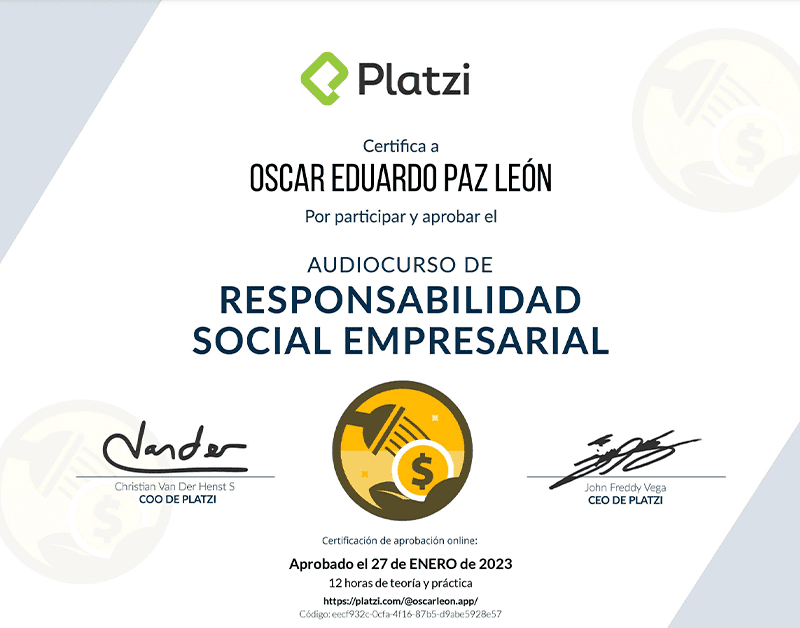 Platzi
Certifica a
OSCAR EDUARDO PAZ LEÓN
Por participar y aprobar el
AUDIOCURSO DE
RESPONSABILIDAD
SOCIAL EMPRESARIAL
Vander
Christian Van Der Henst S
COO DE PLATZI
$
John Freddy Vega
CEO DE PLATZI
Certificación de aprobación online:
Aprobado el 27 de ENERO de 2023
12 horas de teoría y práctica
https://platzi.com/@oscarleon.app/
Código: eecf932c-0cfa-4f16-87b5-d9abe5928e57